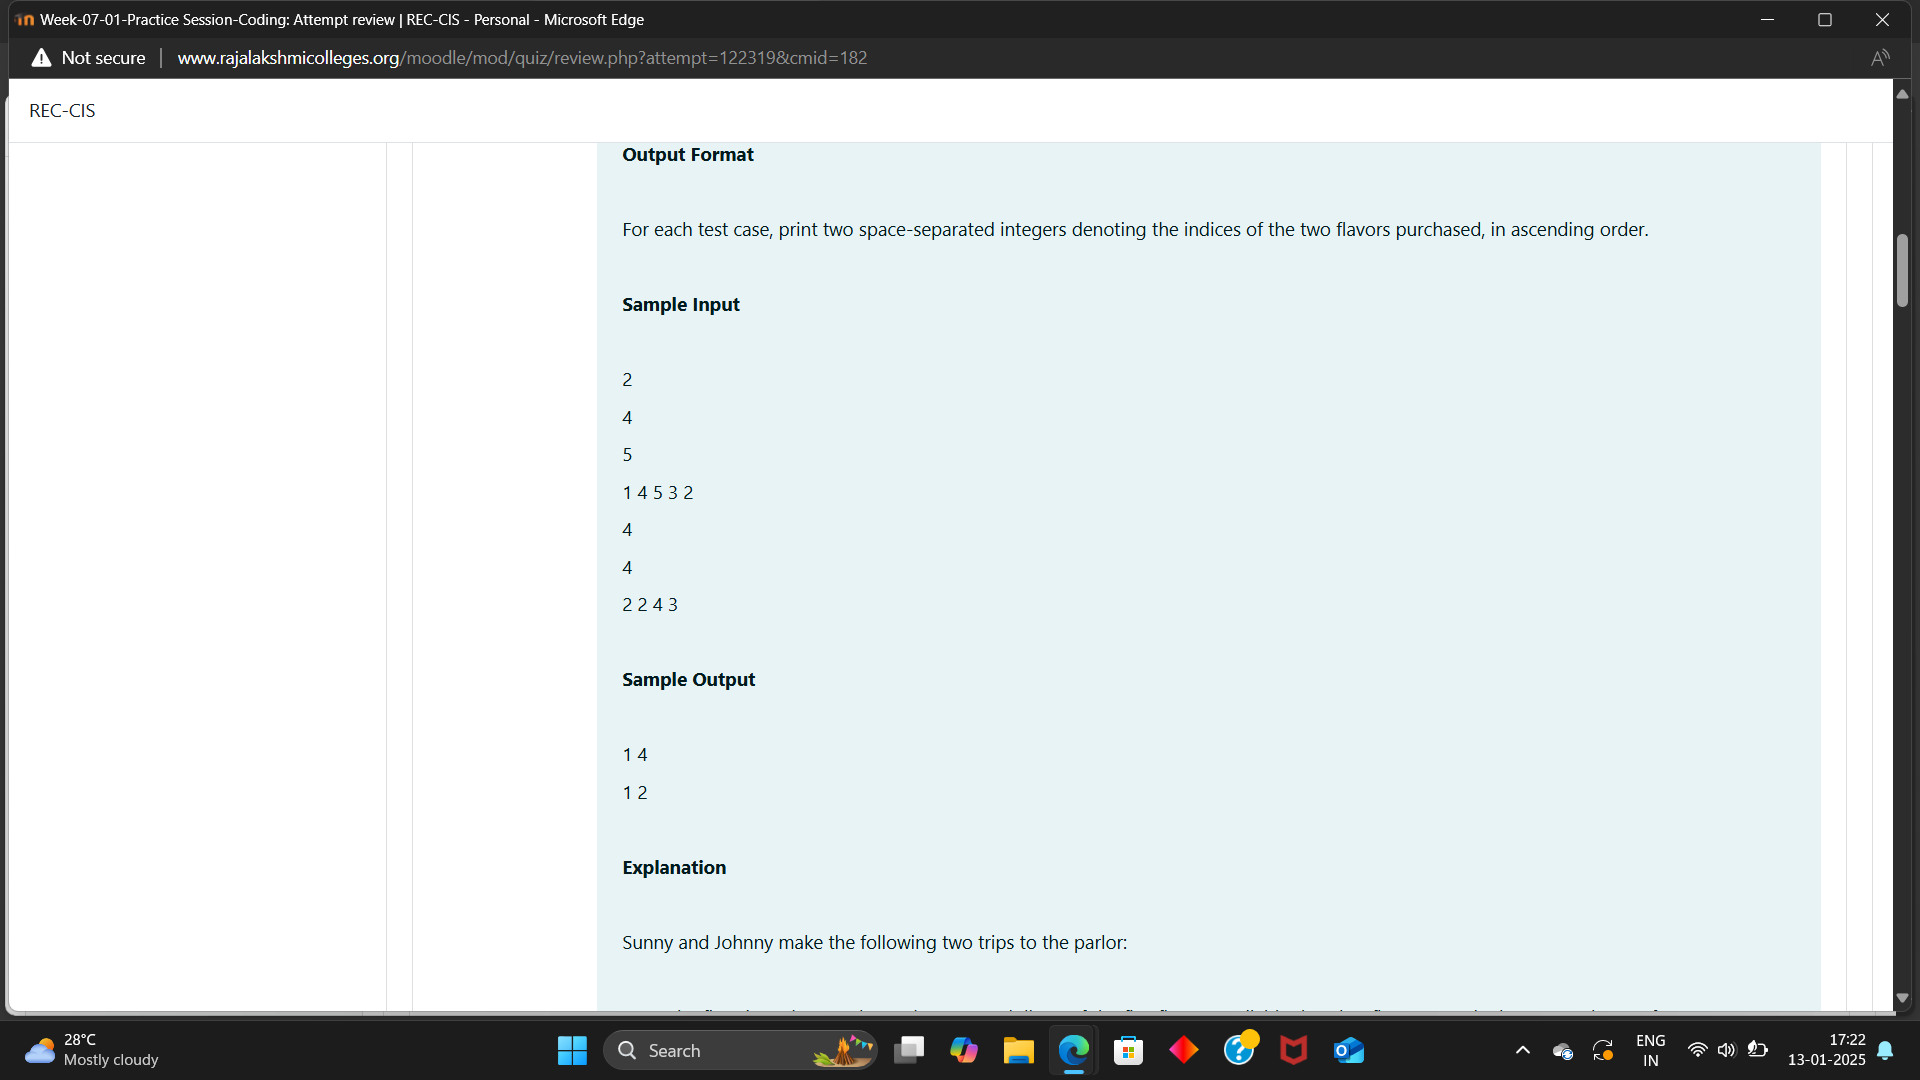 Week-07-01-Practice Session-Coding: Attempt review | REC-CIS - Personal - Microsoft Edge
Not secure | www.rajalakshmicolleges.org/moodle/mod/quiz/review.php?attempt=122319&cmid=182
REC-CIS
Output Format
For each test case, print two space-separated integers denoting the indices of the two flavors purchased, in ascending order.
Sample Input
2
4
5
1 4 5 3 2
4
4
2 2 4 3
Sample Output
1 4
1 2
Explanation
Sunny and Johnny make the following two trips to the parlor:
28°C
Mostly cloudy
Search
ENG
IN
17:22
13-01-2025